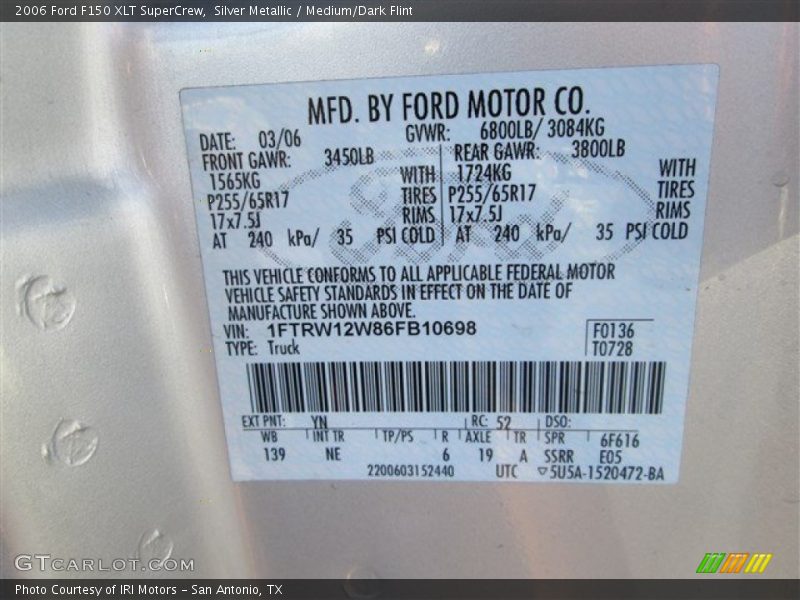 2006 Ford F150 XLT SuperCrew,  Silver Metallic / Medium/Dark Flint
MFD. BY FORD MOTOR CO.
DATE: 03/06 GVWR: 6800LB/ 3084KG
FRONT GAWR: 3450LB REAR GAWR: 3800LB
1565KG WITH 1724KG WITH
P255/65R17 TIRES P255/65R17 TIRES
17x7.5J RIMS 17x7.5J RIMS
AT 240 kPa/ 35 PSI COLD AT 240 kPa/ 35 PSI COLD
THIS VEHICLE CONFORMS TO ALL APPLICABLE FEDERAL MOTOR
VEHICLE SAFETY STANDARDS IN EFFECT ON THE DATE OF
MANUFACTURE SHOWN ABOVE.
VIN: 1FTRW12W86FB10698 F0136
TYPE: Truck T0728
EXT PNT: YN RC: 52 DSO:
WB INT TR TP/PS R AXLE TR SPR 6F616
139 NE 6 19 A SSRR E05
2200603152440 UTC ▽5U5A-1520472-BA
GTCARLOT.COM
Photo Courtesy of IRI Motors – San Antonio, TX